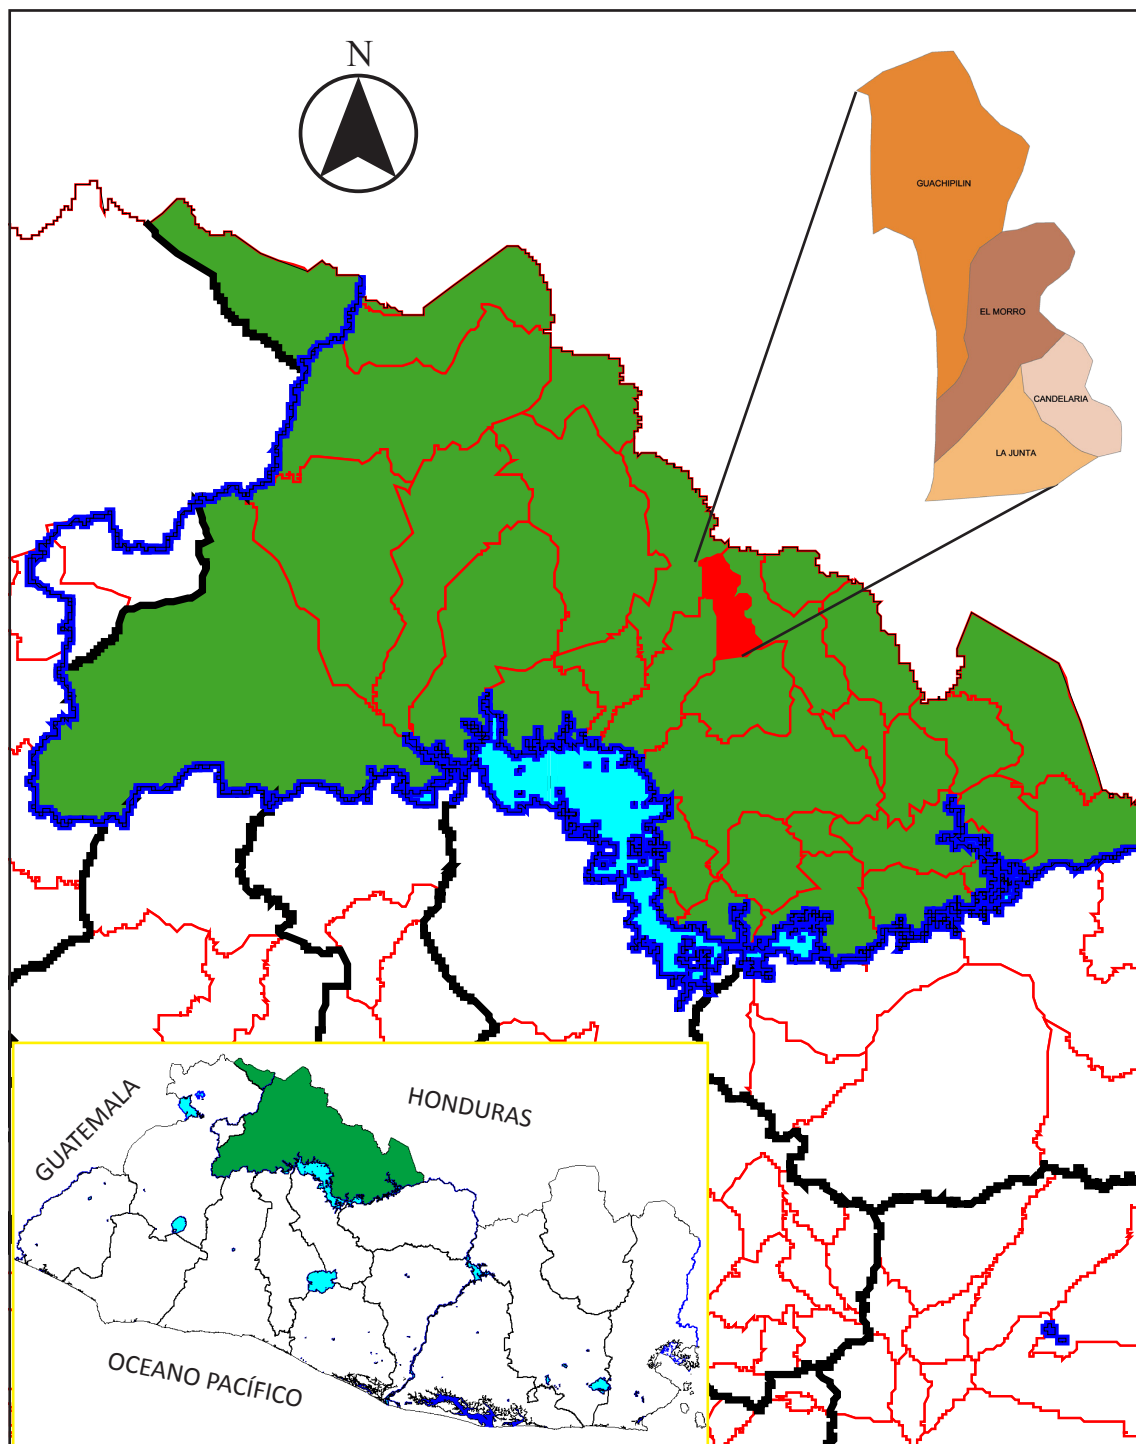 N
GUACHIPILIN
EL MORRO
CANDELARIA
LA JUNTA
GUATEMALA
HONDURAS
OCEANO PACÍFICO